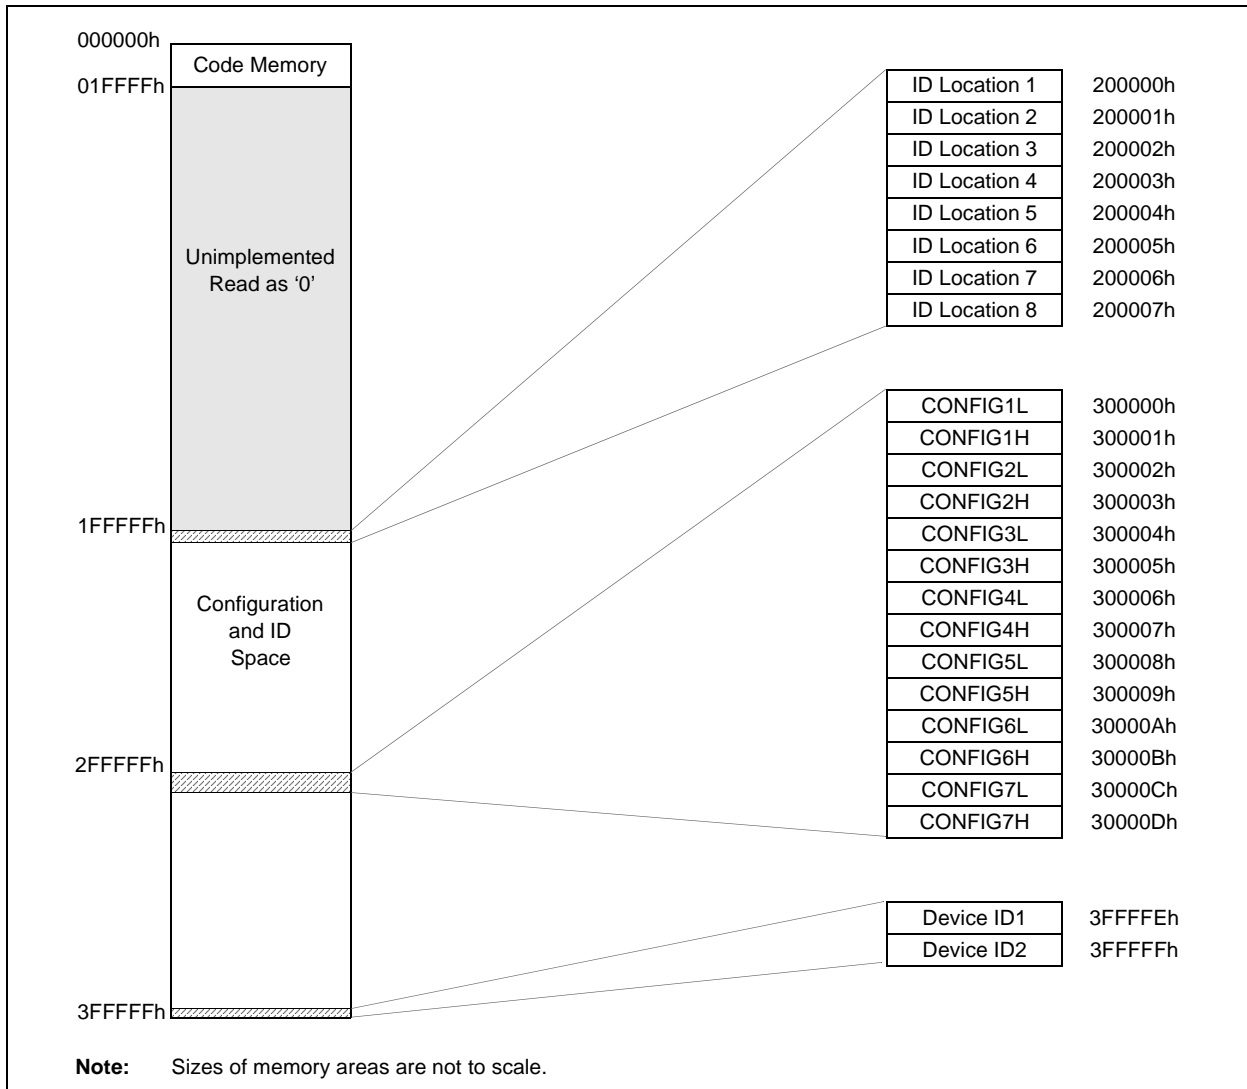 000000h
Code Memory
01FFFFh
Unimplemented
Read as ‘0’
1FFFFFh
Configuration
and ID
Space
2FFFFFh
3FFFFFh
ID Location 1 200000h
ID Location 2 200001h
ID Location 3 200002h
ID Location 4 200003h
ID Location 5 200004h
ID Location 6 200005h
ID Location 7 200006h
ID Location 8 200007h
CONFIG1L 300000h
CONFIG1H 300001h
CONFIG2L 300002h
CONFIG2H 300003h
CONFIG3L 300004h
CONFIG3H 300005h
CONFIG4L 300006h
CONFIG4H 300007h
CONFIG5L 300008h
CONFIG5H 300009h
CONFIG6L 30000Ah
CONFIG6H 30000Bh
CONFIG7L 30000Ch
CONFIG7H 30000Dh
Device ID1 3FFFFEh
Device ID2 3FFFFFh
Note: Sizes of memory areas are not to scale.